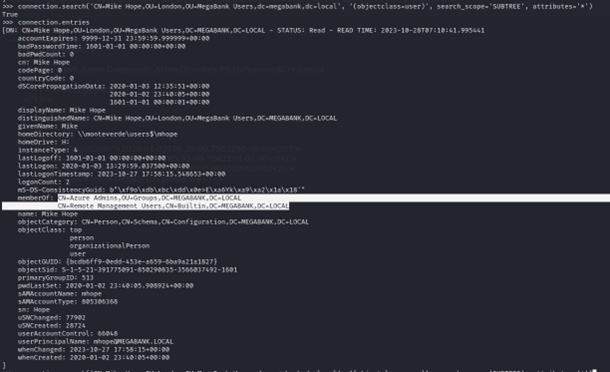 >>> connection.search('CN=Mike Hope,OU=London,OU=MegaBank Users,dc=megabank,dc=local', '(objectclass=user)', search_scope='SUBTREE', attributes='*')
True
>>> connection.entries
[DN: CN=Mike Hope,OU=London,OU=MegaBank Users,DC=MEGABANK,DC=LOCAL - STATUS: Read - READ TIME: 2023-10-28T07:10:41.995441
accountExpires: 9999-12-31 23:59:59.999999+00:00
badPasswordTime: 1601-01-01 00:00:00+00:00
badPwdCount: 0
cn: Mike Hope
codePage: 0
countryCode: 0
dSCorePropagationData: 2020-01-03 12:35:51+00:00
2020-01-02 23:40:05+00:00
1601-01-01 00:00:01+00:00
displayName: Mike Hope
distinguishedName: CN=Mike Hope,OU=London,OU=MegaBank Users,DC=MEGABANK,DC=LOCAL
givenName: Mike
homeDirectory: \\monteverde\users$\mhope
homeDrive: H:
instanceType: 4
lastLogoff: 1601-01-01 00:00:00+00:00
lastLogon: 2020-01-03 13:29:59.037500+00:00
lastLogonTimestamp: 2023-10-27 17:58:15.548653+00:00
logonCount: 2
mS-DS-ConsistencyGuid:
memberOf: CN=Azure Admins,OU=Groups,DC=MEGABANK,DC=LOCAL
CN=Remote Management Users,CN=Builtin,DC=MEGABANK,DC=LOCAL
name: Mike Hope
objectCategory: CN=Person,CN=Schema,CN=Configuration,DC=MEGABANK,DC=LOCAL
objectClass: top
person
organizationalPerson
user
objectGUID: {bcdb6ff9-0edd-453e-a659-6ba9a21a1827}
objectSid: S-1-5-21-391775091-850290835-3566037492-1601
primaryGroupID: 513
pwdLastSet: 2020-01-02 23:40:05.908924+00:00
sAMAccountName: mhope
sAMAccountType: 805306368
sn: Hope
uSNChanged: 77902
uSNCreated: 28724
userAccountControl: 66048
userPrincipalName: mhope@MEGABANK.LOCAL
whenChanged: 2023-10-27 17:58:15+00:00
whenCreated: 2020-01-02 23:40:05+00:00
]